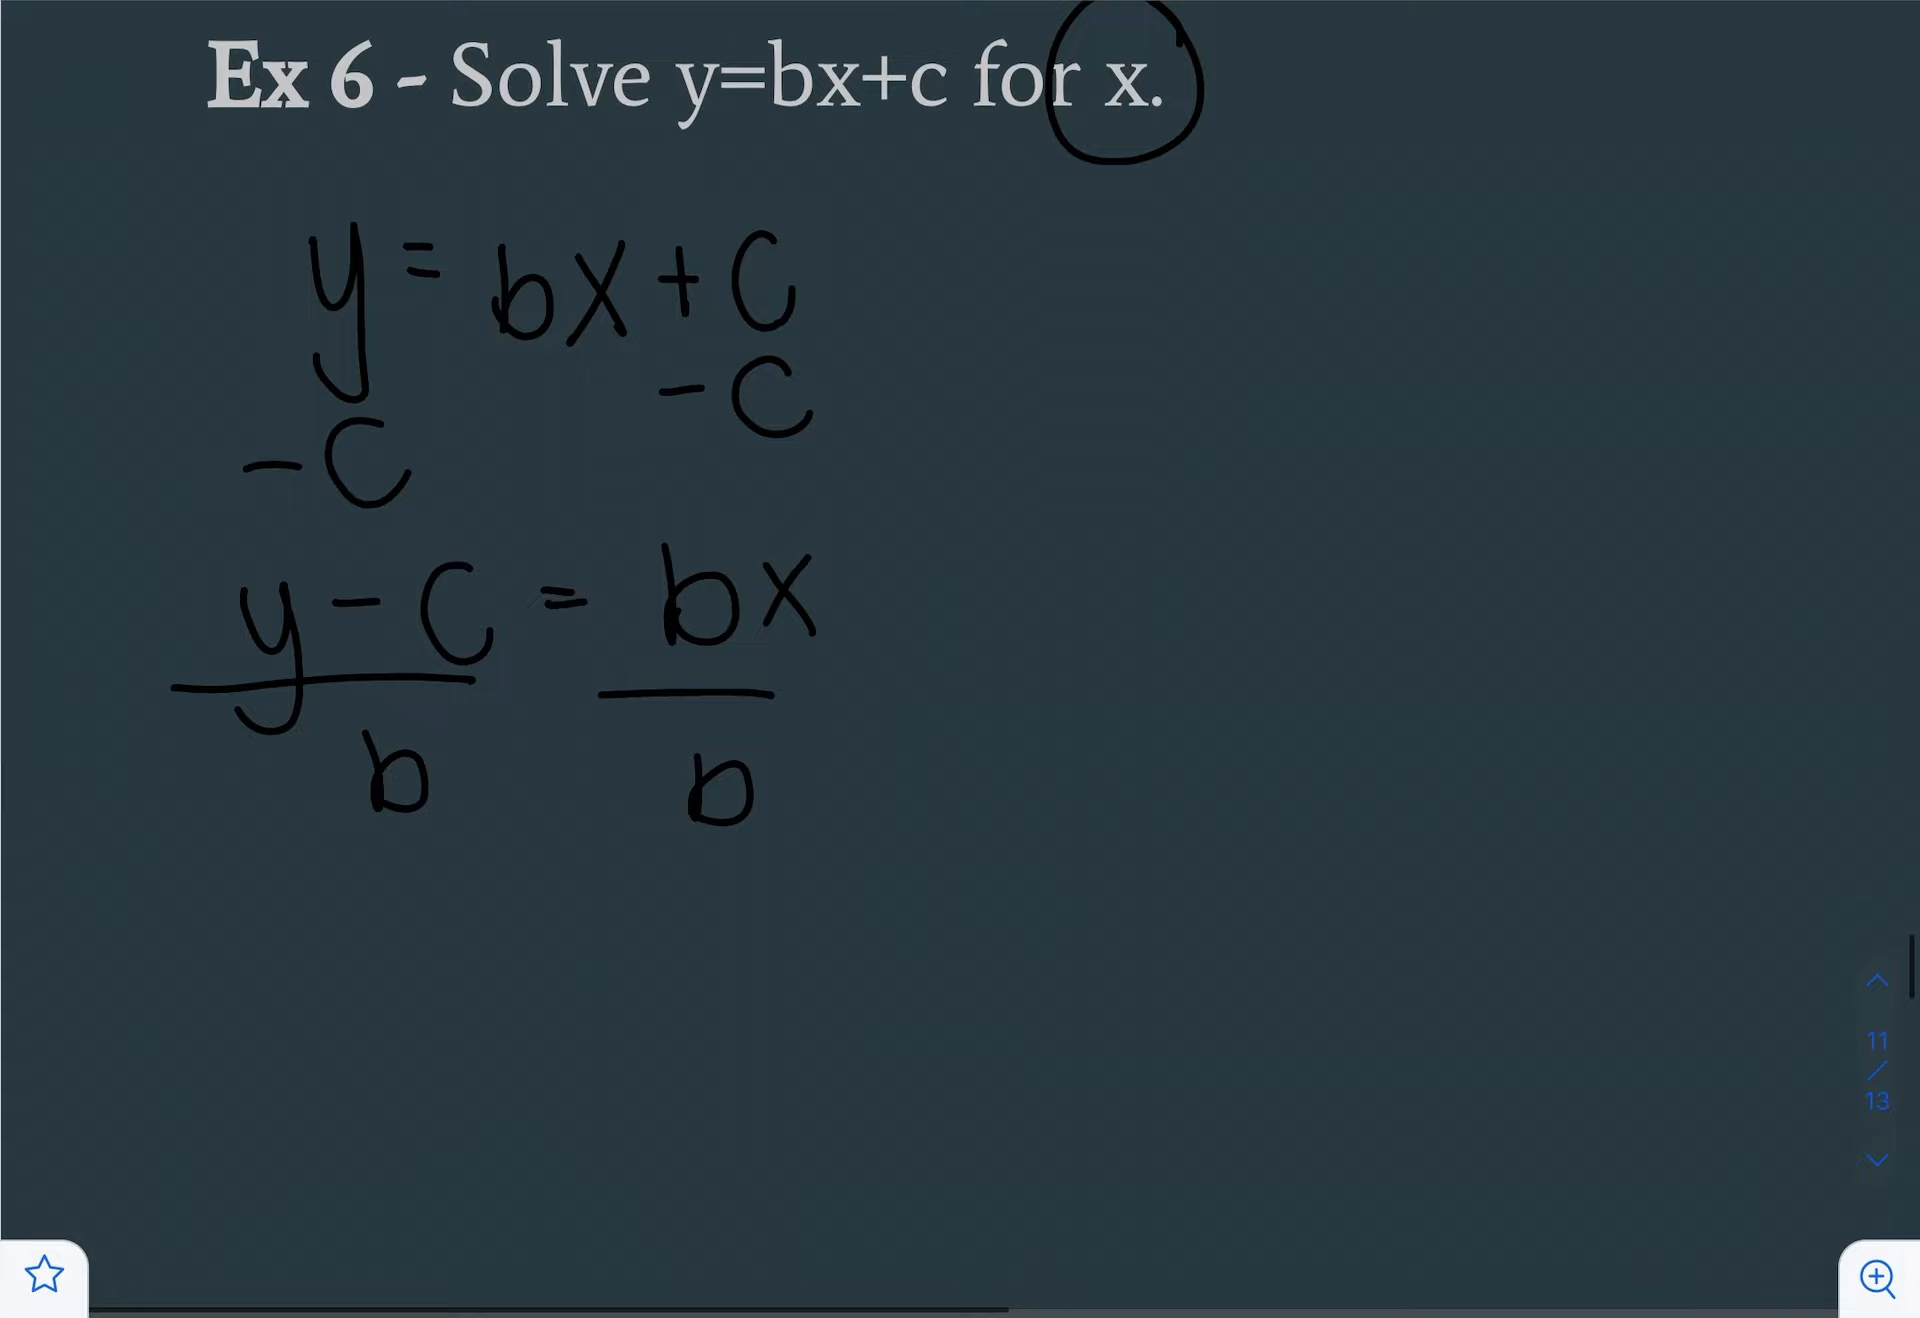 Ex 6 - Solve y=bx+c for x.
y = bx + c
- c
- c
y - c = bx
b b
11
/
13